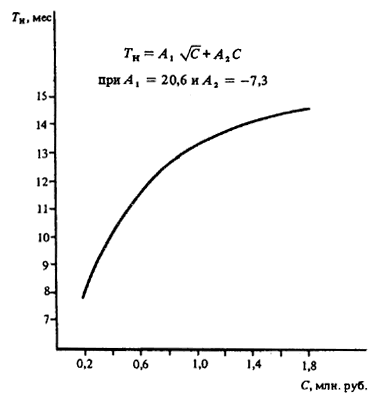 Tн, мес
Tн = A₁ √C + A₂C
при A₁ = 20,6 и A₂ = −7,3
15
14
13
12
11
10
9
8
7
0,2 0,6 1,0 1,4 1,8
C, млн. руб.